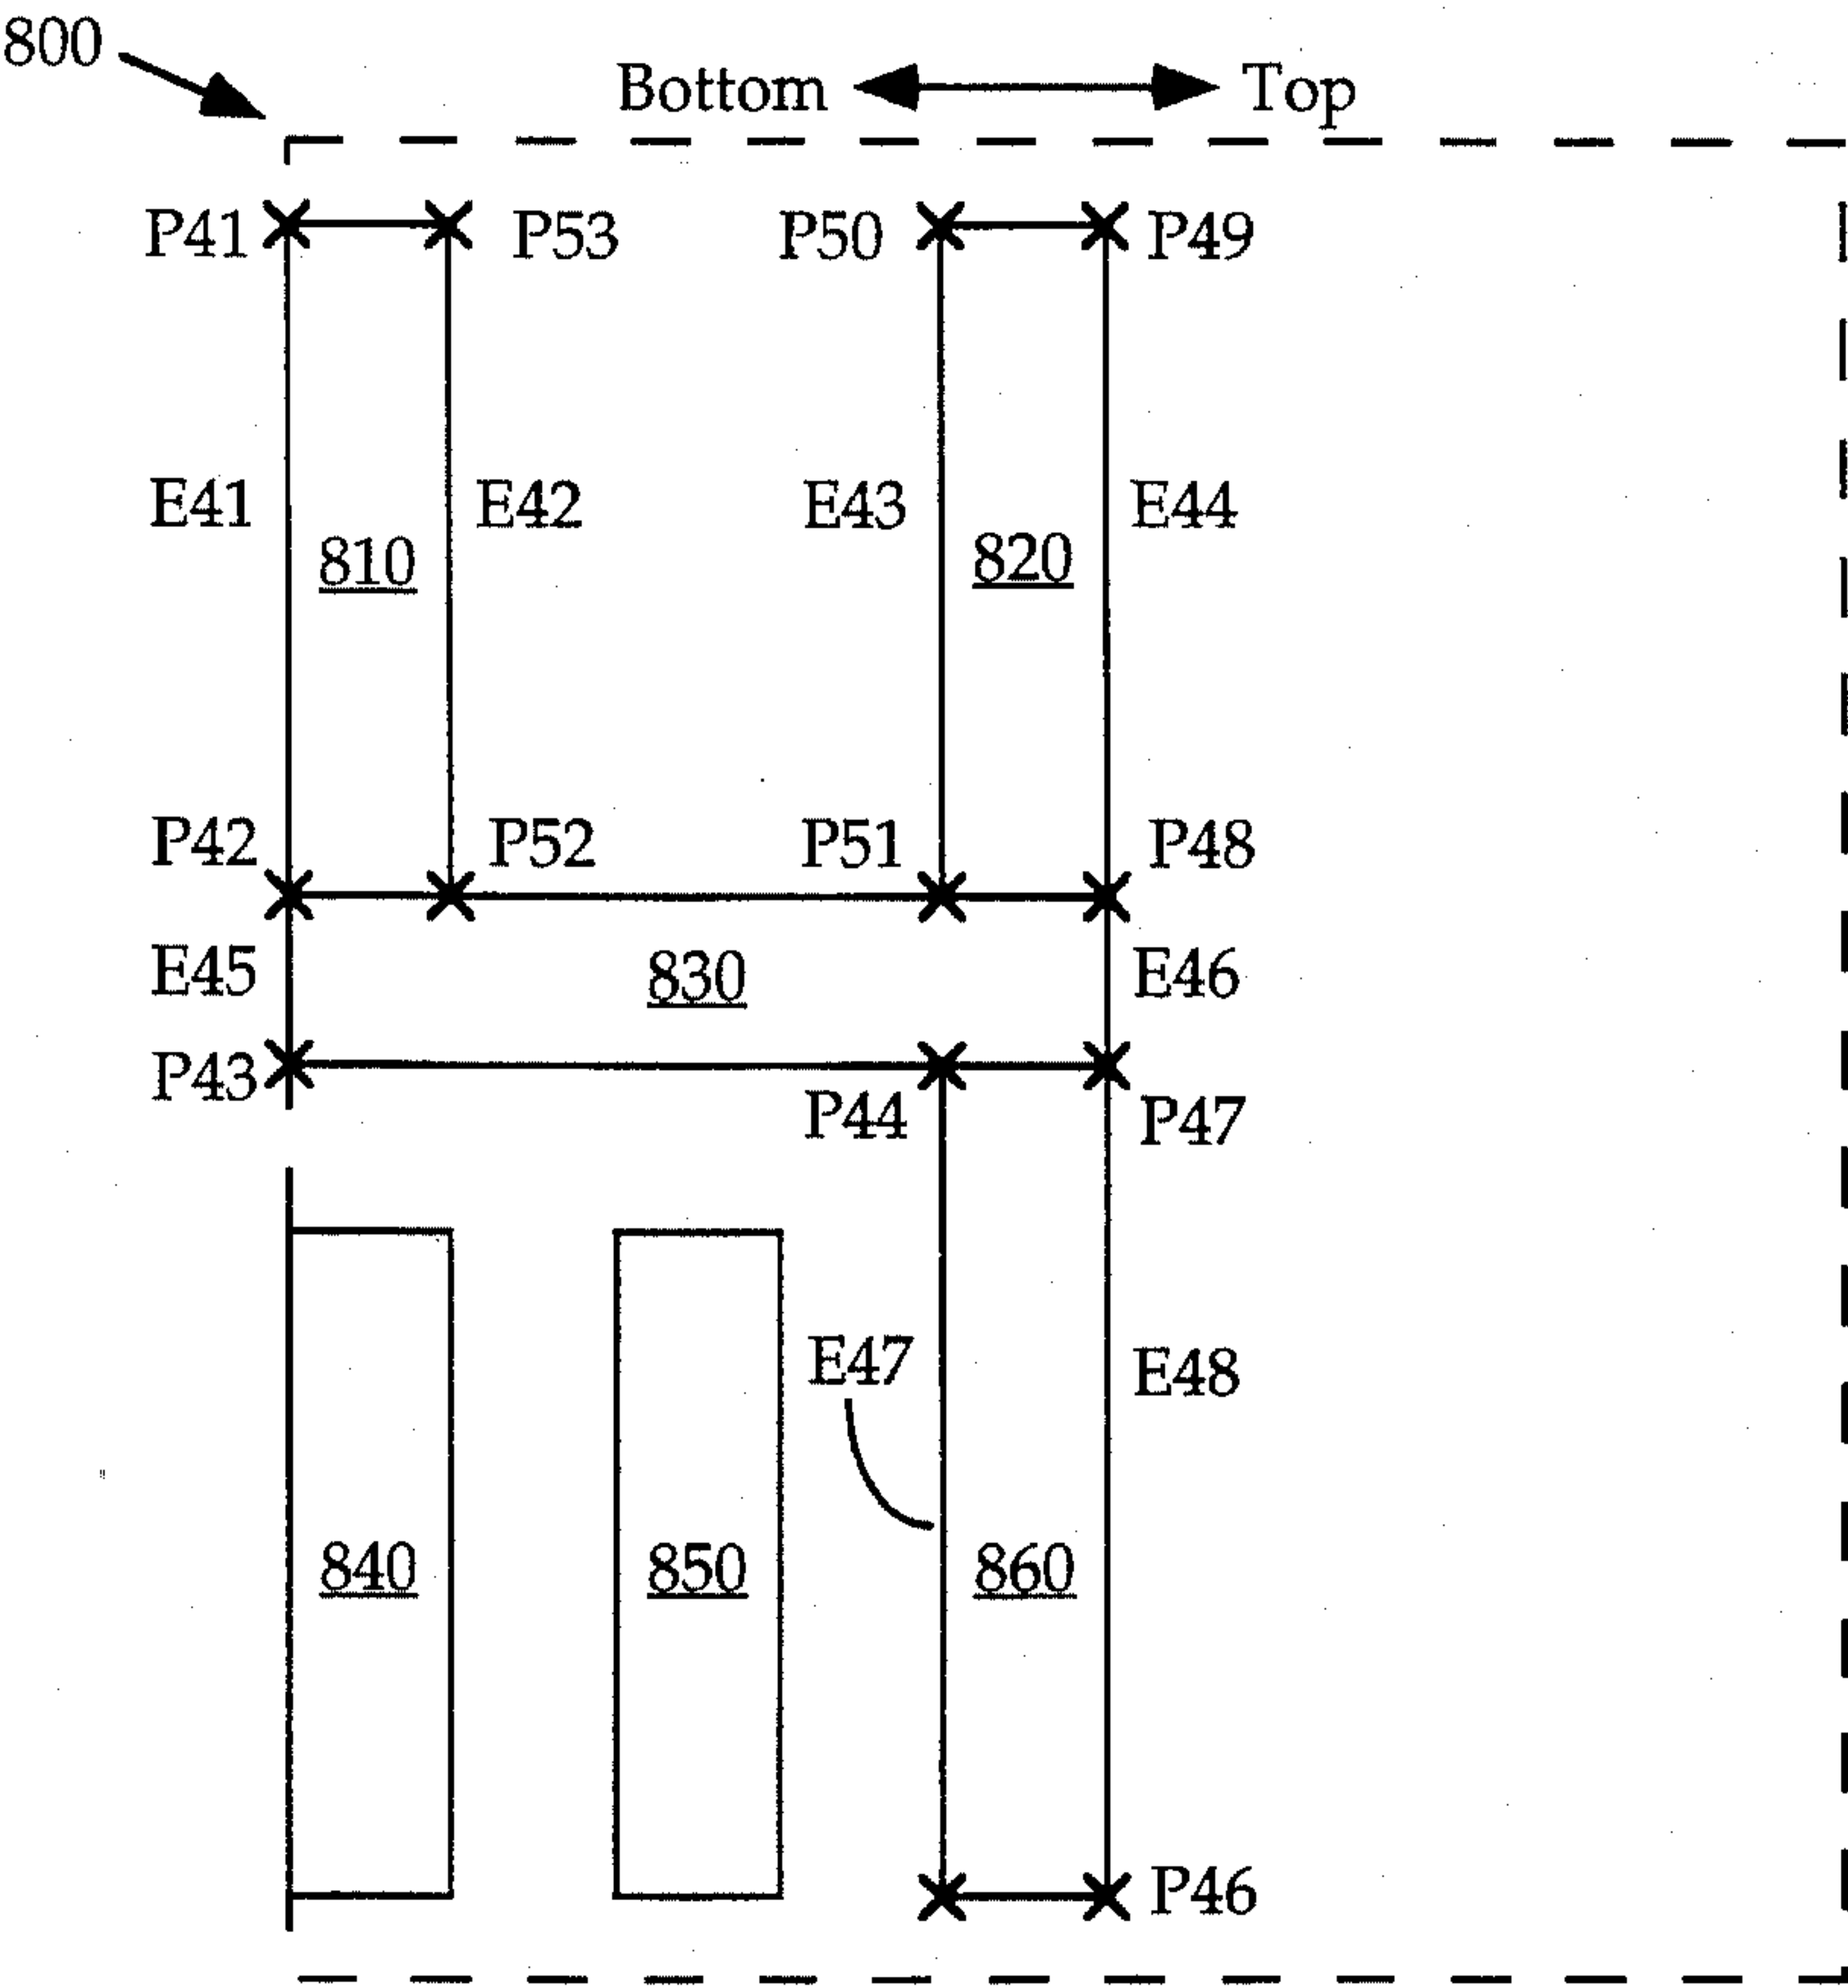 800
Bottom Top
P41 P53 P50 P49
E41 E42 E43 E44
810 820
P42 P52 P51 P48
E45 830 E46
P43 P44 P47
E47 E48
840 850 860
P46